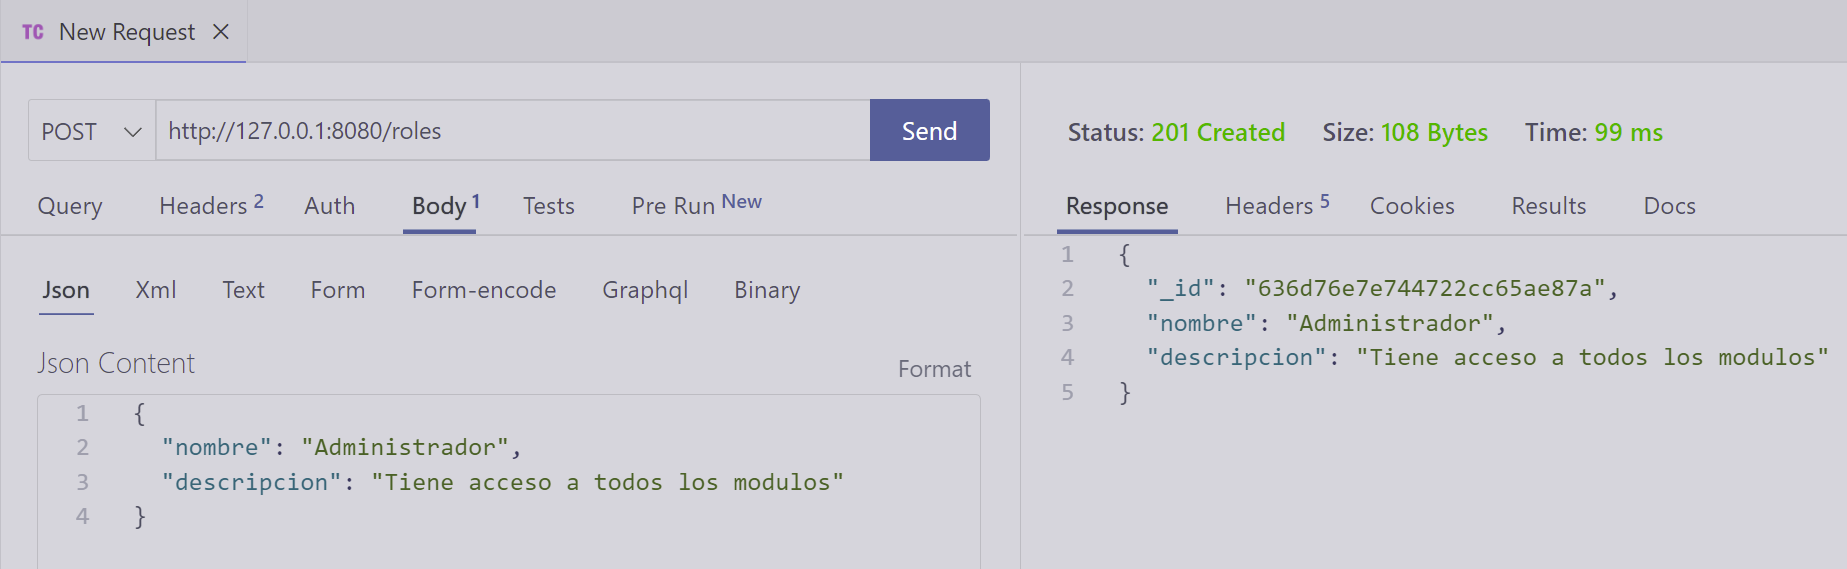 TC New Request
POST http://127.0.0.1:8080/roles Send
Query Headers 2 Auth Body 1 Tests Pre Run New
Json Xml Text Form Form-encode Graphql Binary
Json Content
Format
1 {
2 "nombre": "Administrador",
3 "descripcion": "Tiene acceso a todos los modulos"
4 }
Status: 201 Created Size: 108 Bytes Time: 99 ms
Response Headers 5 Cookies Results Docs
1 {
2 "_id": "636d76e7e744722cc65ae87a",
3 "nombre": "Administrador",
4 "descripcion": "Tiene acceso a todos los modulos"
5 }